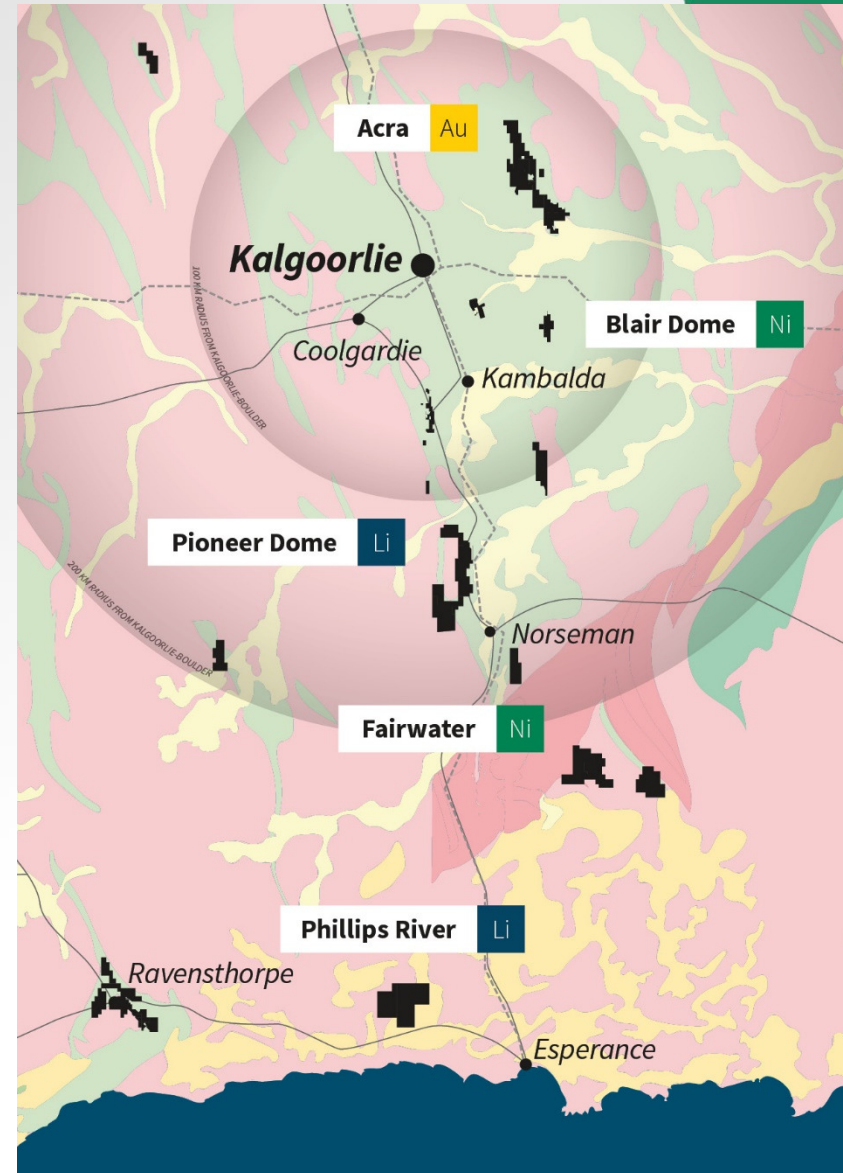 Acra Au
Kalgoorlie
100 KM RADIUS FROM KALGOORLIE-BOULDER
Coolgardie
Blair Dome Ni
Kambalda
Pioneer Dome Li
200 KM RADIUS FROM KALGOORLIE-BOULDER
Norseman
Fairwater Ni
Phillips River Li
Ravensthorpe
Esperance